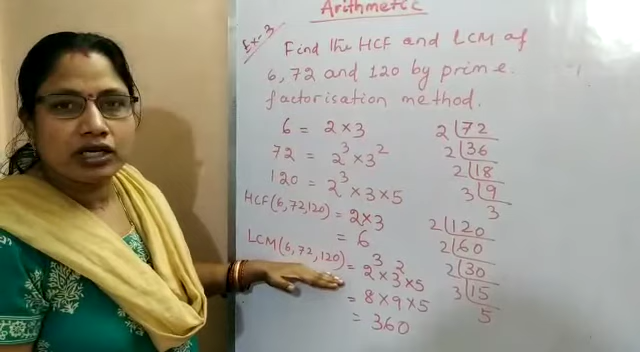 Arithmetic
Ex-3
Find the HCF and LCM of
6, 72 and 120 by prime
factorisation method.
6 = 2×3
72 = 2³×3²
120 = 2³×3×5
HCF(6,72,120) = 2×3
= 6
LCM(6,72,120) = 2³×3²×5
= 8×9×5
= 360
2 72
2 36
2 18
3 9
3
2 120
2 60
2 30
3 15
5